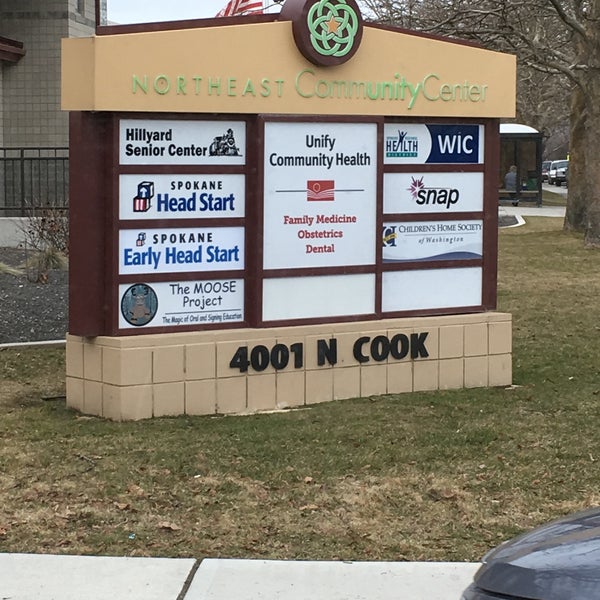 NORTHEAST CommunityCenter
Hillyard
Senior Center
SPOKANE
Head Start
SPOKANE
Early Head Start
The MOOSE
Project
The Magic of Oral and Signing Education
Unify
Community Health
Family Medicine
Obstetrics
Dental
HEALTH
DISTRICT
WIC
snap
CHILDREN'S HOME SOCIETY
of Washington
4001 N COOK